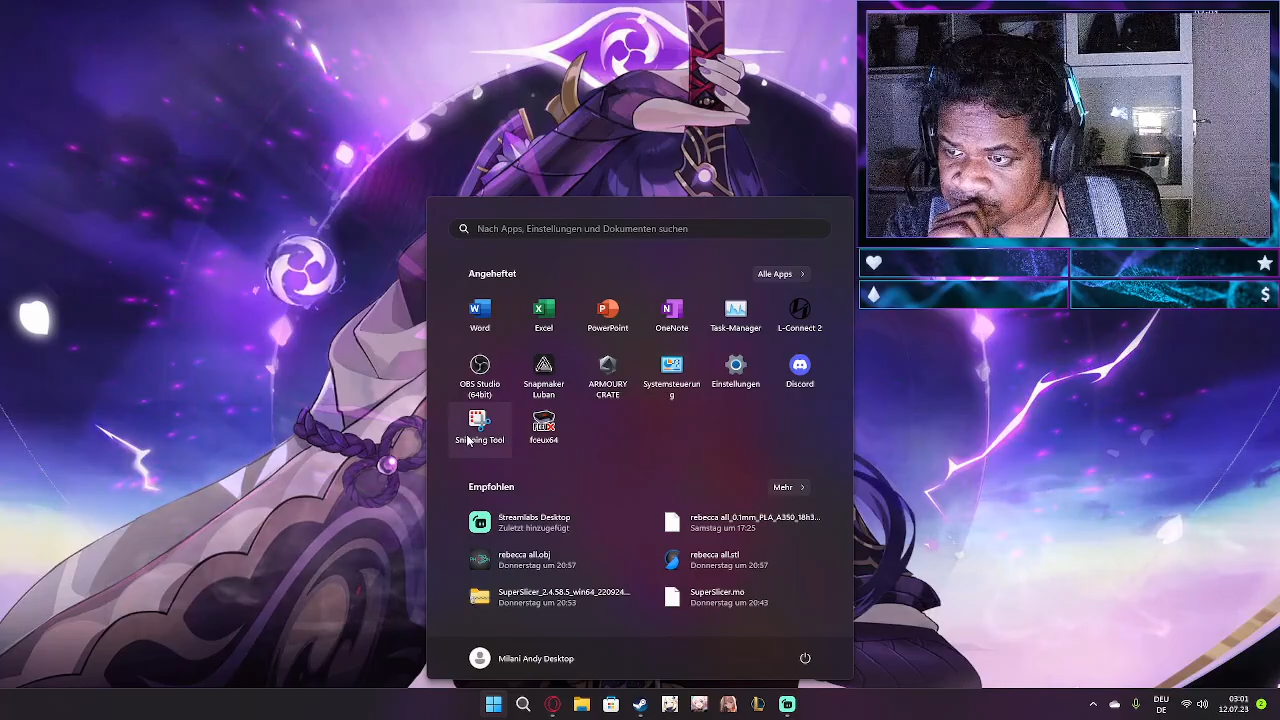 Nach Apps, Einstellungen und Dokumenten suchen
Angeheftet
Alle Apps
Word
Excel
PowerPoint
OneNote
Task-Manager
L-Connect 2
OBS Studio
(64bit)
Snapmaker
Luban
ARMOURY
CRATE
Systemsteuerun
g
Einstellungen
Discord
Snipping Tool
fceux64
Empfohlen
Mehr
Streamlabs Desktop
Zuletzt hinzugefügt
rebecca all_0.1mm_PLA_A350_18h3...
Samstag um 17:25
rebecca all.obj
Donnerstag um 20:57
rebecca all.stl
Donnerstag um 20:57
SuperSlicer_2.4.58.5_win64_220924...
Donnerstag um 20:53
SuperSlicer.mo
Donnerstag um 20:43
Milani Andy Desktop
DEU
DE
03:01
12.07.23
2